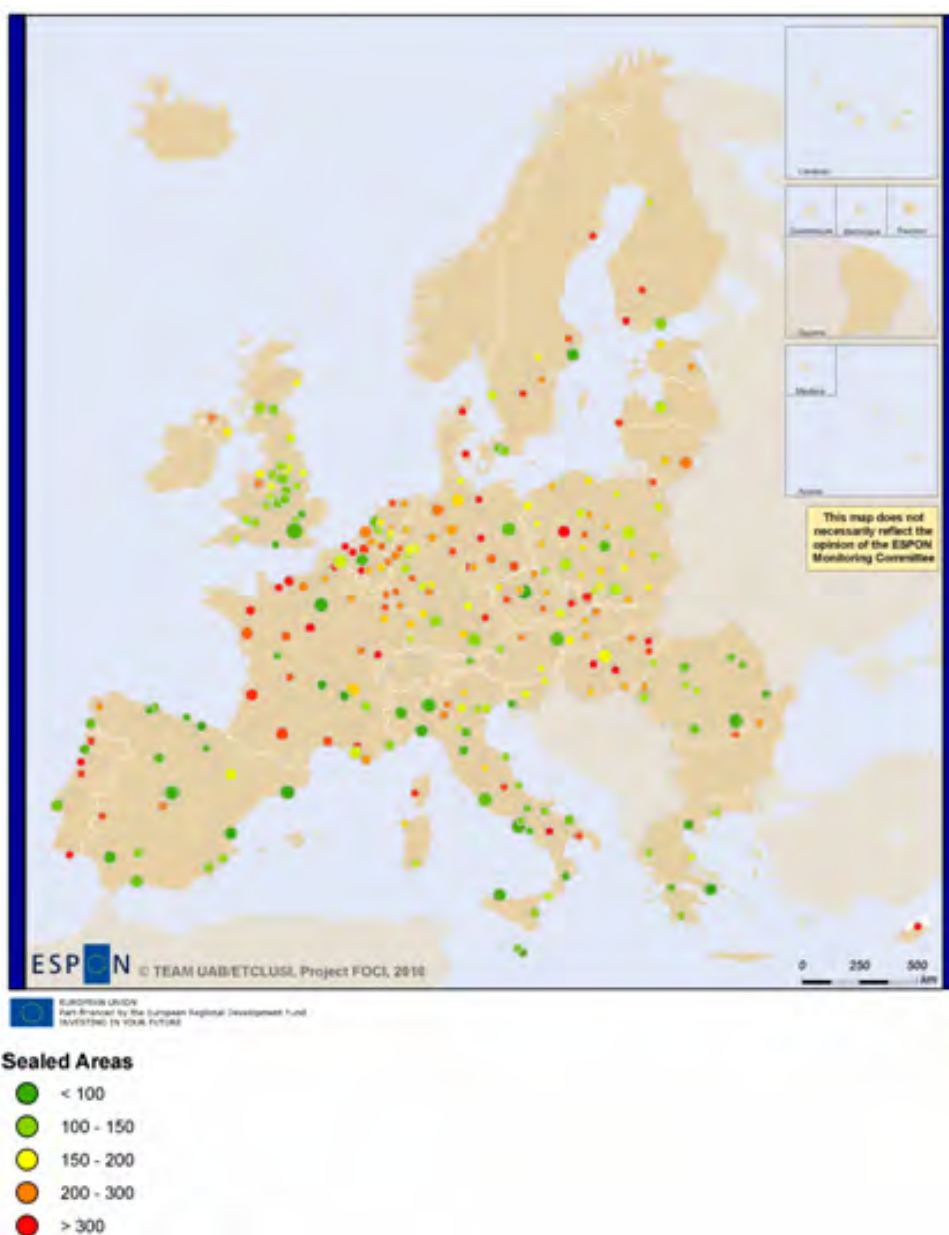 This map does not
necessarily reflect the
opinion of the ESPON
Monitoring Committee
ESPON
© TEAM UAB/ETCLUSI, Project FOCI, 2010
0 250 500
km
EUROPEAN UNION
Part-financed by the European Regional Development Fund
INVESTING IN YOUR FUTURE
Sealed Areas
< 100
100 - 150
150 - 200
200 - 300
> 300